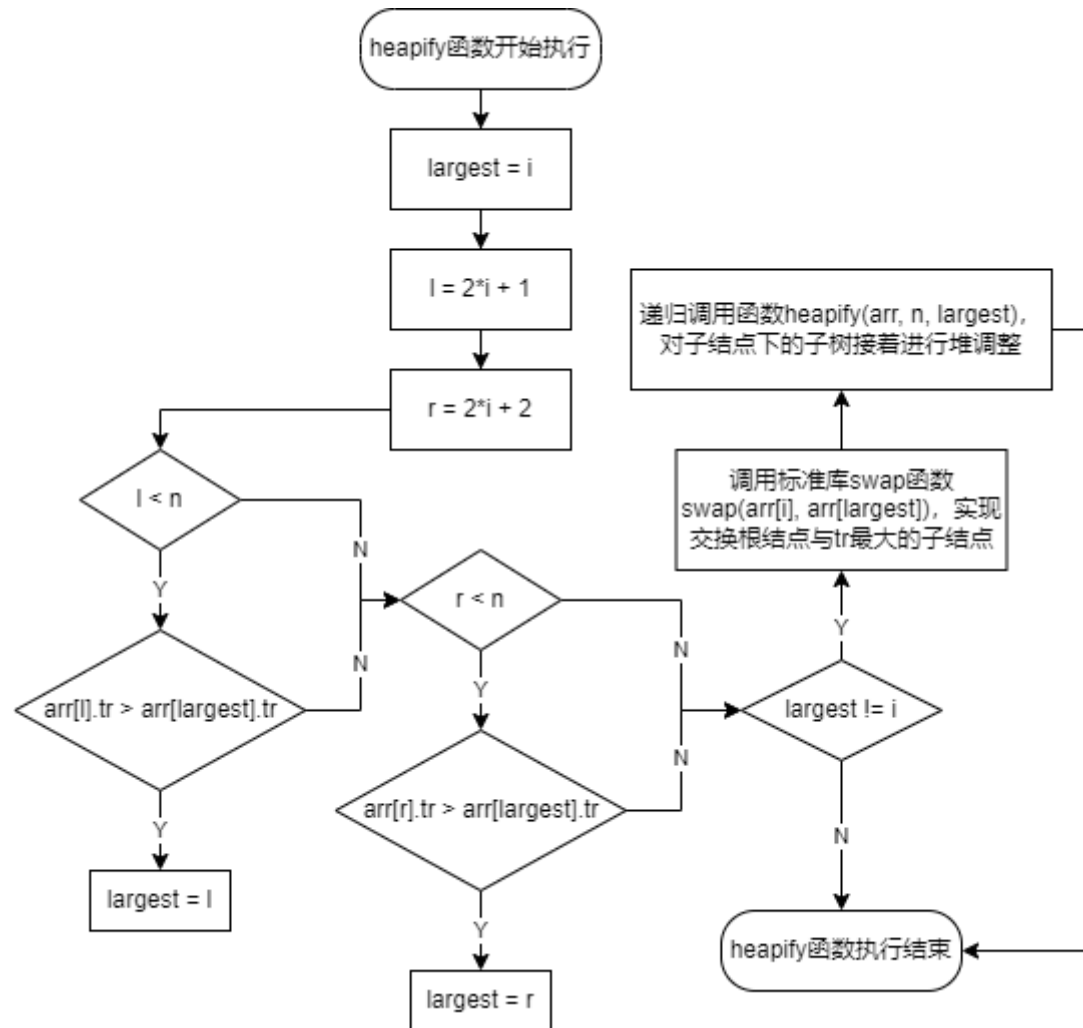 heapify函数开始执行
largest = i
l = 2*i + 1
r = 2*i + 2
l < n
N
Y
arr[l].tr > arr[largest].tr
N
Y
largest = l
r < n
N
Y
arr[r].tr > arr[largest].tr
N
Y
largest = r
largest != i
Y
调用标准库swap函数
swap(arr[i], arr[largest])，实现
交换根结点与tr最大的子结点
递归调用函数heapify(arr, n, largest)，
对子结点下的子树接着进行堆调整
N
heapify函数执行结束